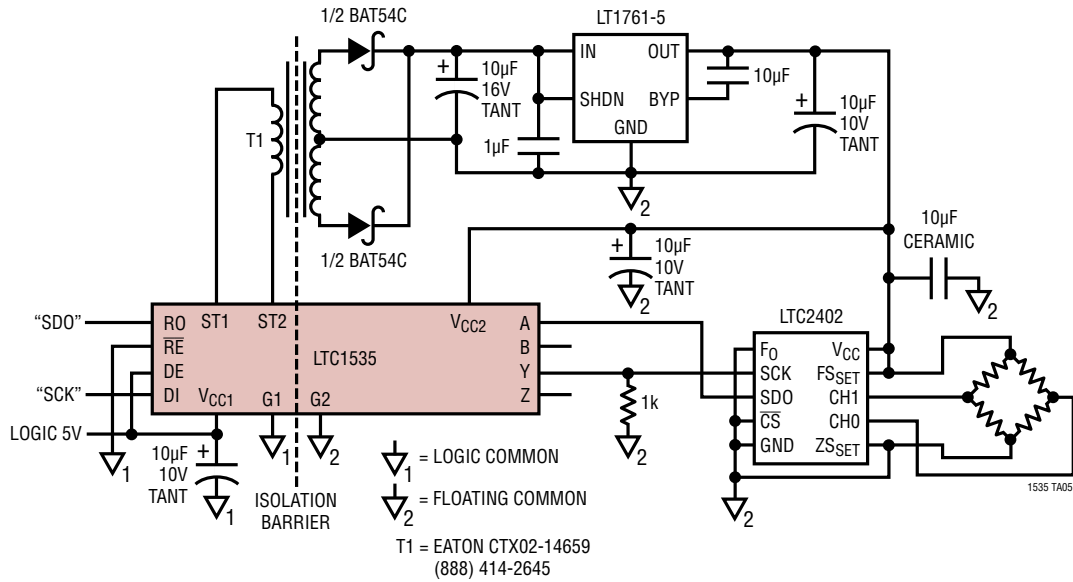 1/2 BAT54C
LT1761-5
IN
OUT
SHDN
BYP
GND
+
10µF
16V
TANT
1µF
10µF
+
10µF
10V
TANT
T1
2
1/2 BAT54C
+
10µF
10V
TANT
2
10µF
CERAMIC
2
"SDO"
"SCK"
LOGIC 5V
RO
RE
DE
DI
ST1
ST2
VCC1
G1
G2
LTC1535
VCC2
A
B
Y
Z
1k
2
LTC2402
FO
SCK
SDO
CS
GND
VCC
FSSET
CH1
CH0
ZSSET
2
1
+
10µF
10V
TANT
1
1
2
ISOLATION
BARRIER
1
= LOGIC COMMON
2
= FLOATING COMMON
T1 = EATON CTX02-14659
(888) 414-2645
1535 TA05